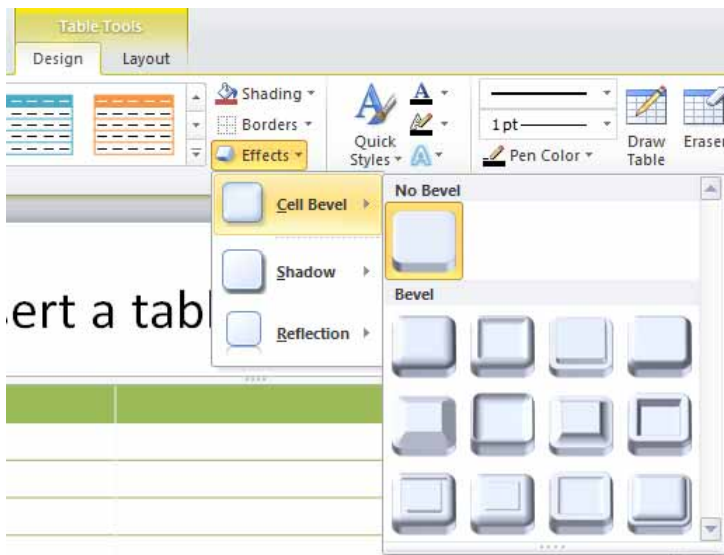 Table Tools
Design Layout
Shading
Borders
Effects
Quick
Styles
A
A
1 pt
Pen Color
Draw
Table
Eraser
Cell Bevel
Shadow
Reflection
No Bevel
Bevel
ert a tabl